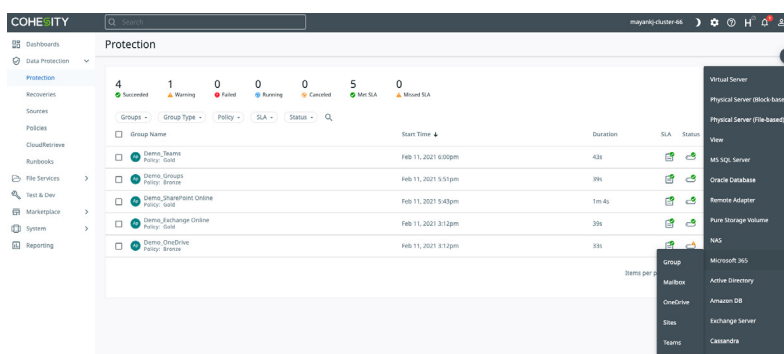 COHESITY
Search
mayankj-cluster-66
Dashboards
Data Protection
Protection
Recoveries
Sources
Policies
CloudRetrieve
Runbooks
File Services
Test & Dev
Marketplace
System
Reporting
Protection
4 1 0 0 0 5 0
Succeeded Warning Failed Running Canceled Met SLA Missed SLA
Groups Group Type Policy SLA Status
Group Name Start Time Duration SLA Status
Demo_Teams Feb 11, 2021 6:00pm 43s
Policy: Gold
Demo_Groups Feb 11, 2021 5:51pm 39s
Policy: Bronze
Demo_SharePoint Online Feb 11, 2021 5:43pm 1m 4s
Policy: Gold
Demo_Exchange Online Feb 11, 2021 3:12pm 39s
Policy: Gold
Demo_OneDrive Feb 11, 2021 3:12pm 33s
Policy: Bronze
Items per p
Group
Mailbox
OneDrive
Sites
Teams
Virtual Server
Physical Server (Block-base
Physical Server (File-based)
View
MS SQL Server
Oracle Database
Remote Adapter
Pure Storage Volume
NAS
Microsoft 365
Active Directory
Amazon DB
Exchange Server
Cassandra